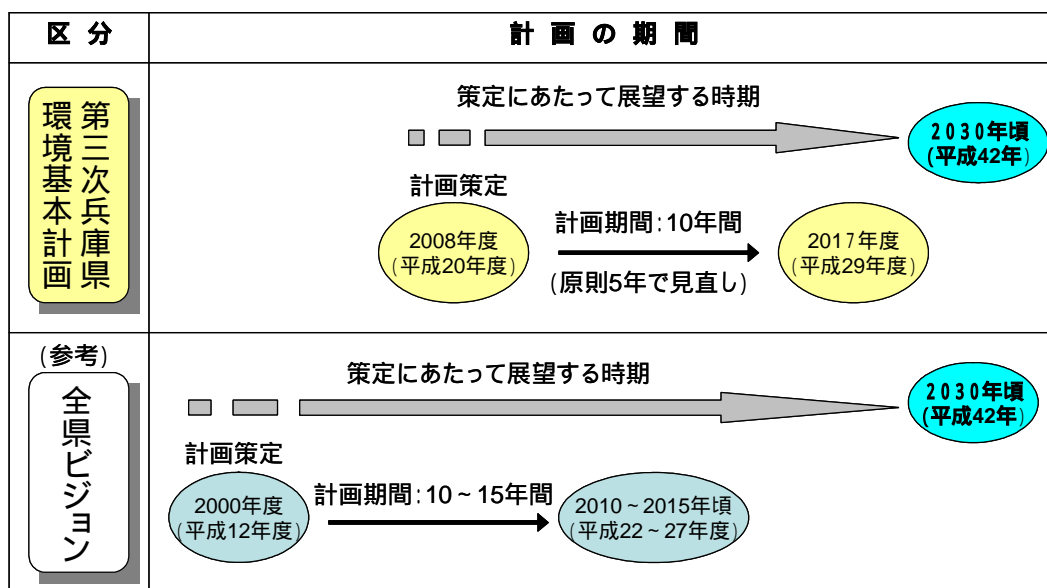 区 分
計 画 の 期 間
第三次兵庫県
環境基本計画
策定にあたって展望する時期
2030年頃
(平成42年)
計画策定
2008年度
(平成20年度)
計画期間:10年間
(原則5年で見直し)
2017年度
(平成29年度)
(参考)
全県ビジョン
策定にあたって展望する時期
2030年頃
(平成42年)
計画策定
2000年度
(平成12年度)
計画期間:10～15年間
2010～2015年頃
(平成22～27年度)